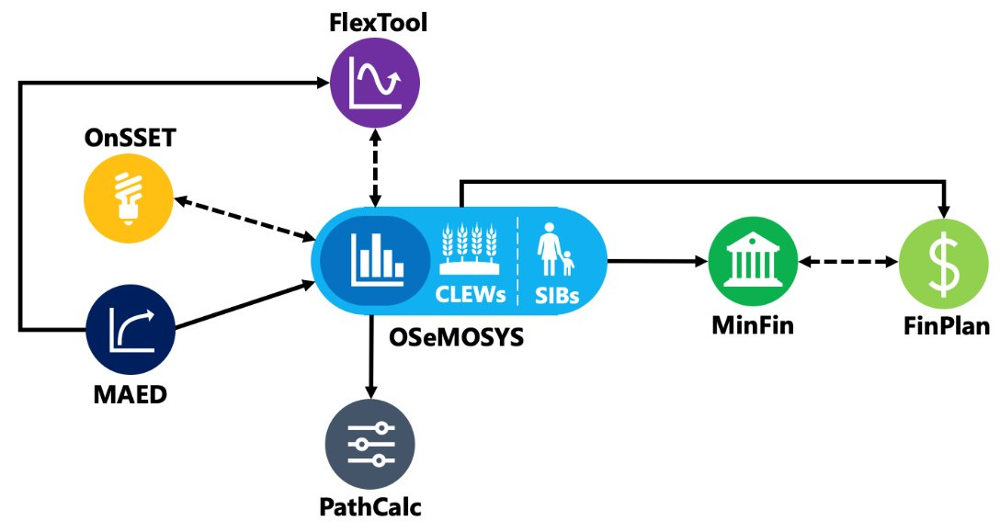 FlexTool
OnSSET
CLEWs
SIBs
OSeMOSYS
MinFin
FinPlan
MAED
PathCalc